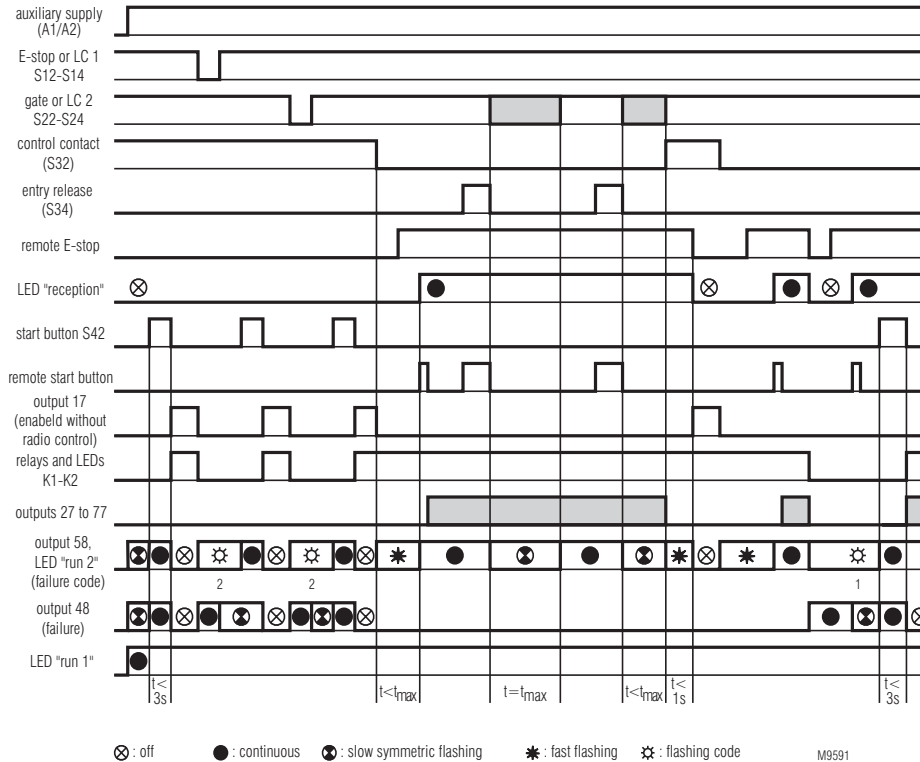 auxiliary supply
(A1/A2)
E-stop or LC 1
S12-S14
gate or LC 2
S22-S24
control contact
(S32)
entry release
(S34)
remote E-stop
LED "reception"
start button S42
remote start button
output 17
(enabeld without
radio control)
relays and LEDs
K1-K2
outputs 27 to 77
output 58,
LED "run 2"
(failure code)
2 2 1
output 48
(failure)
LED "run 1"
t<
3s
t<tmax
t=tmax
t<tmax
t<
1s
t<
3s
: off : continuous : slow symmetric flashing : fast flashing : flashing code
M9591